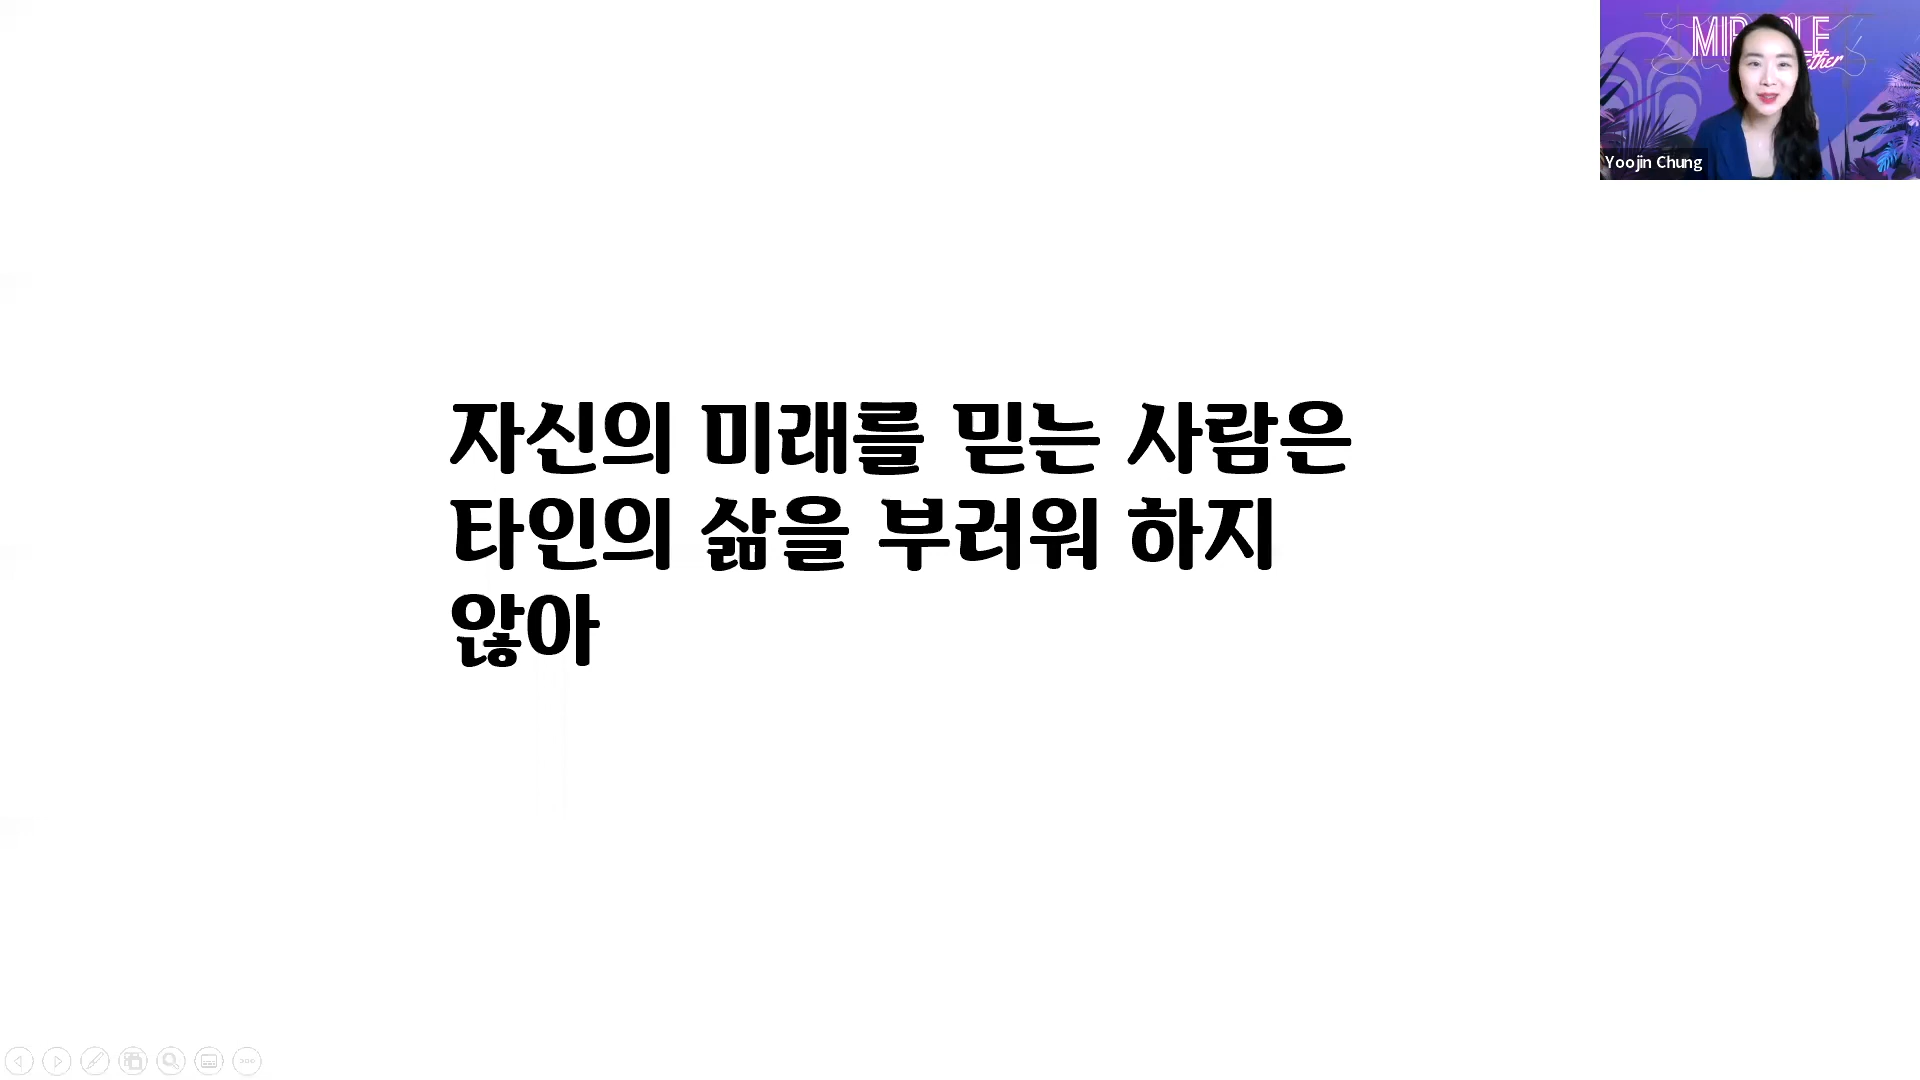 자신의 미래를 믿는 사람은
타인의 삶을 부러워 하지
않아
Yoojin Chung